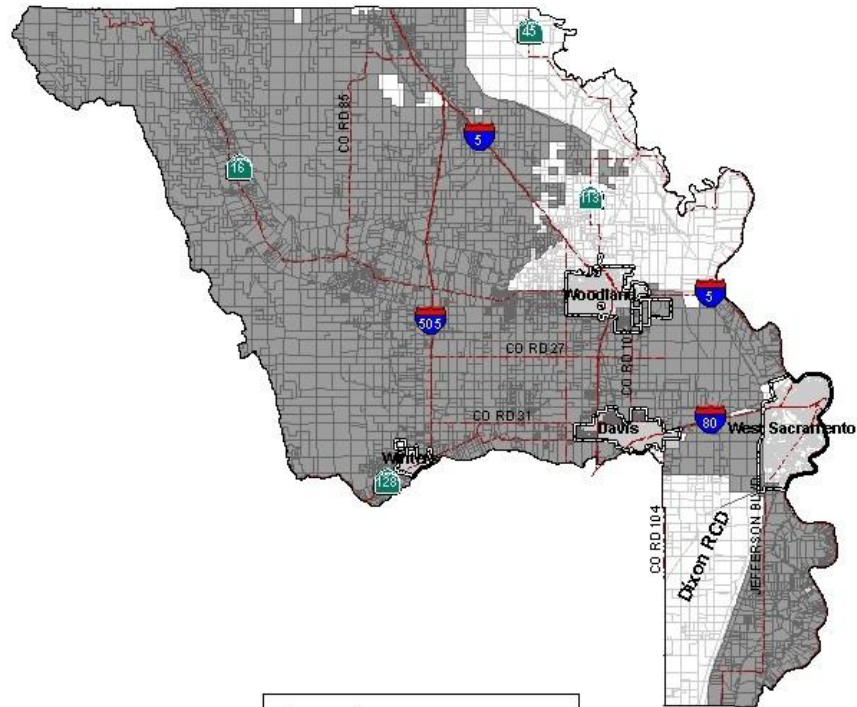 45
CO RD 85
5
16
113
Woodland
5
505
CO RD 27
CO RD 10
CO RD 31
80
Davis
West Sacramento
Winters
128
CO RD 104
Dixon RCD
JEFFERSON BLVD